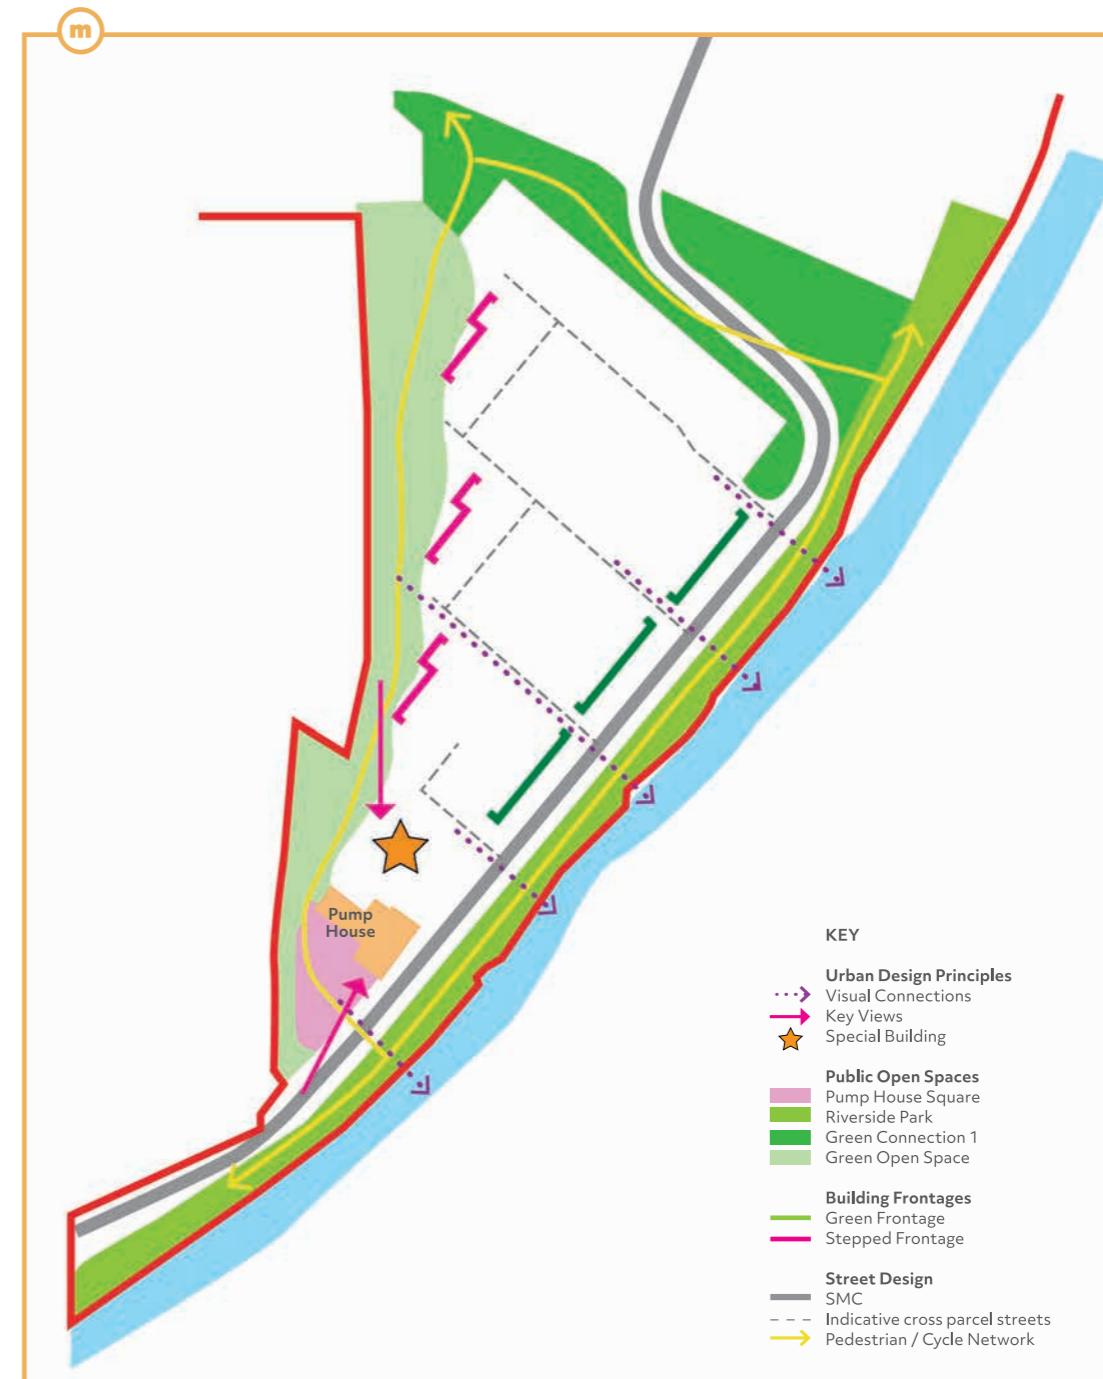 m
Pump
House
KEY
Urban Design Principles
Visual Connections
Key Views
Special Building
Public Open Spaces
Pump House Square
Riverside Park
Green Connection 1
Green Open Space
Building Frontages
Green Frontage
Stepped Frontage
Street Design
SMC
Indicative cross parcel streets
Pedestrian / Cycle Network